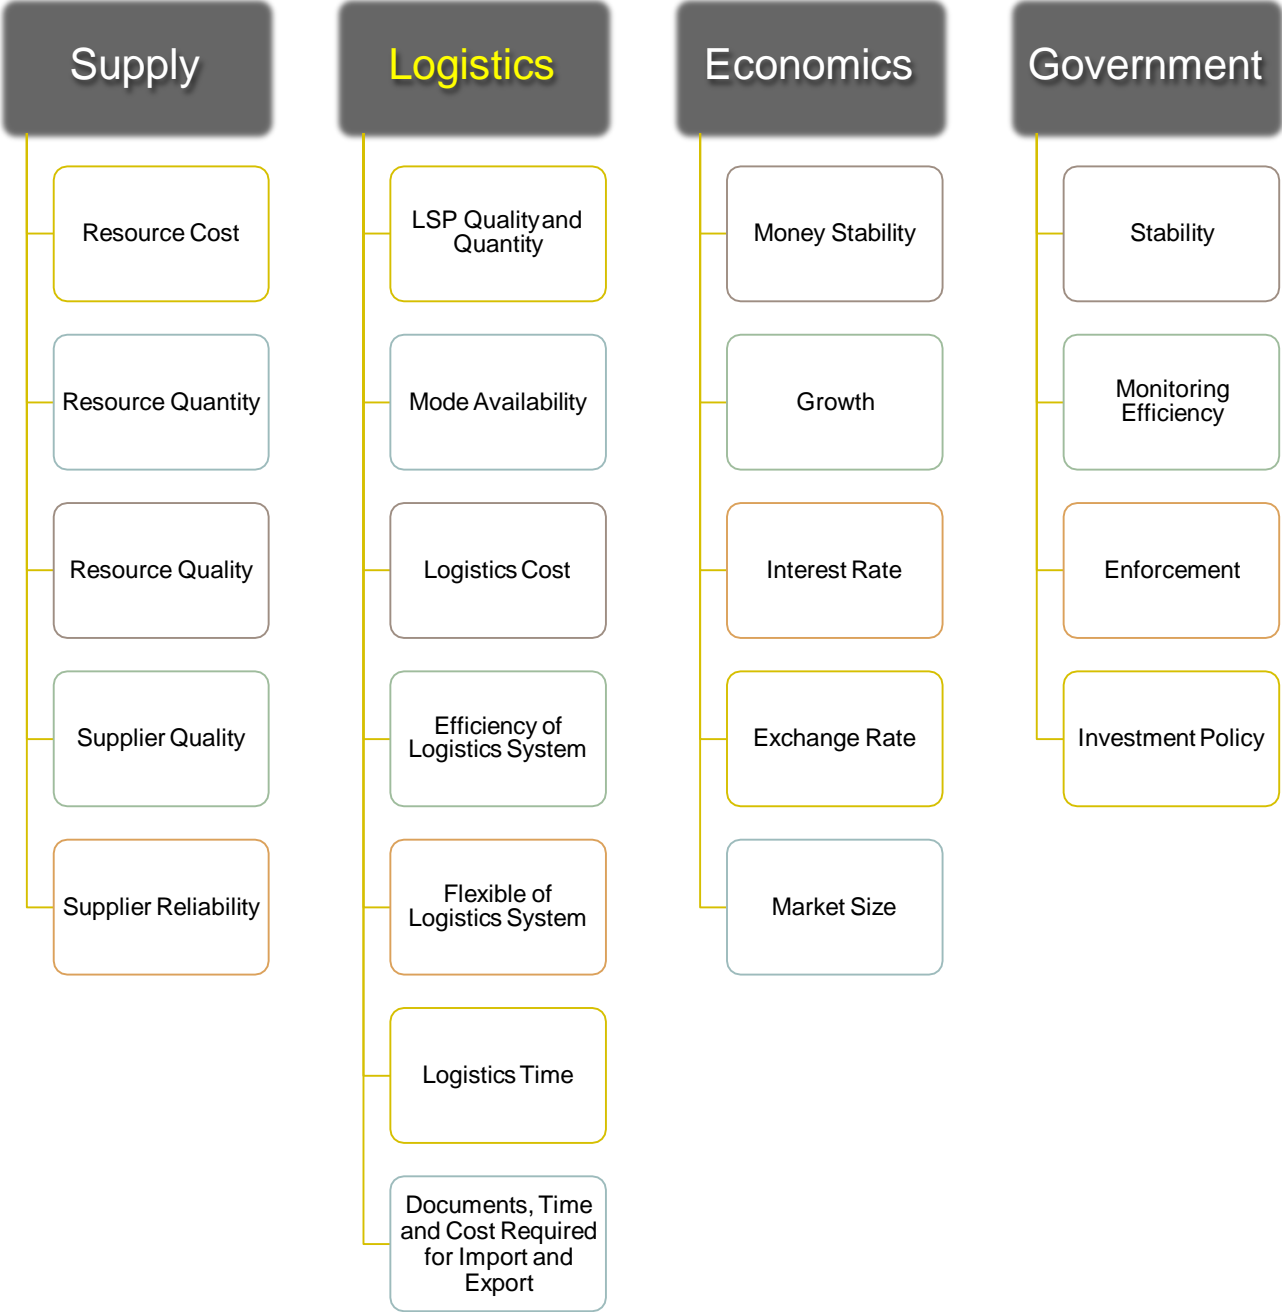 Supply
Resource Cost
Resource Quantity
Resource Quality
Supplier Quality
Supplier Reliability
Logistics
LSP Quality and
Quantity
Mode Availability
Logistics Cost
Efficiency of
Logistics System
Flexible of
Logistics System
Logistics Time
Documents, Time
and Cost Required
for Import and
Export
Economics
Money Stability
Growth
Interest Rate
Exchange Rate
Market Size
Government
Stability
Monitoring
Efficiency
Enforcement
Investment Policy